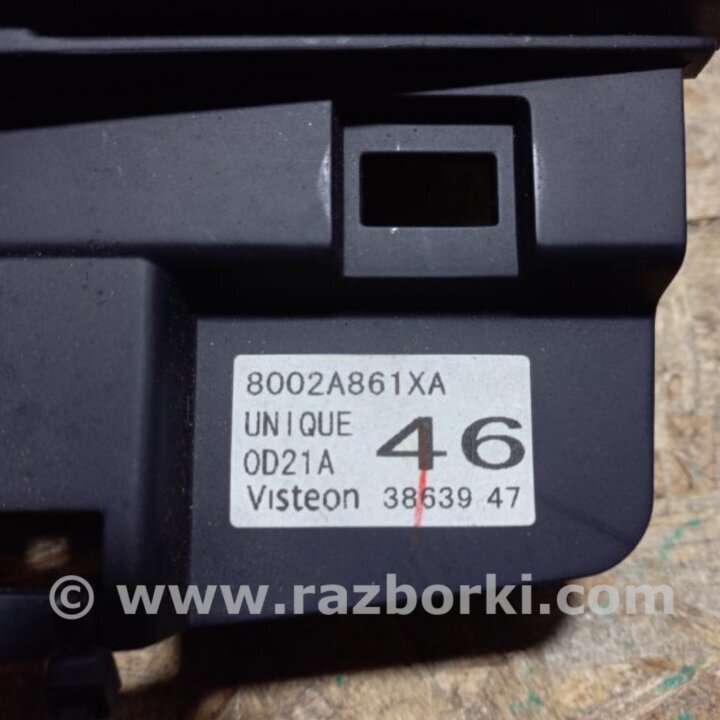 8002A861XA
UNIQUE 46
0D21A
Visteon 38639 47
© www.razborki.com